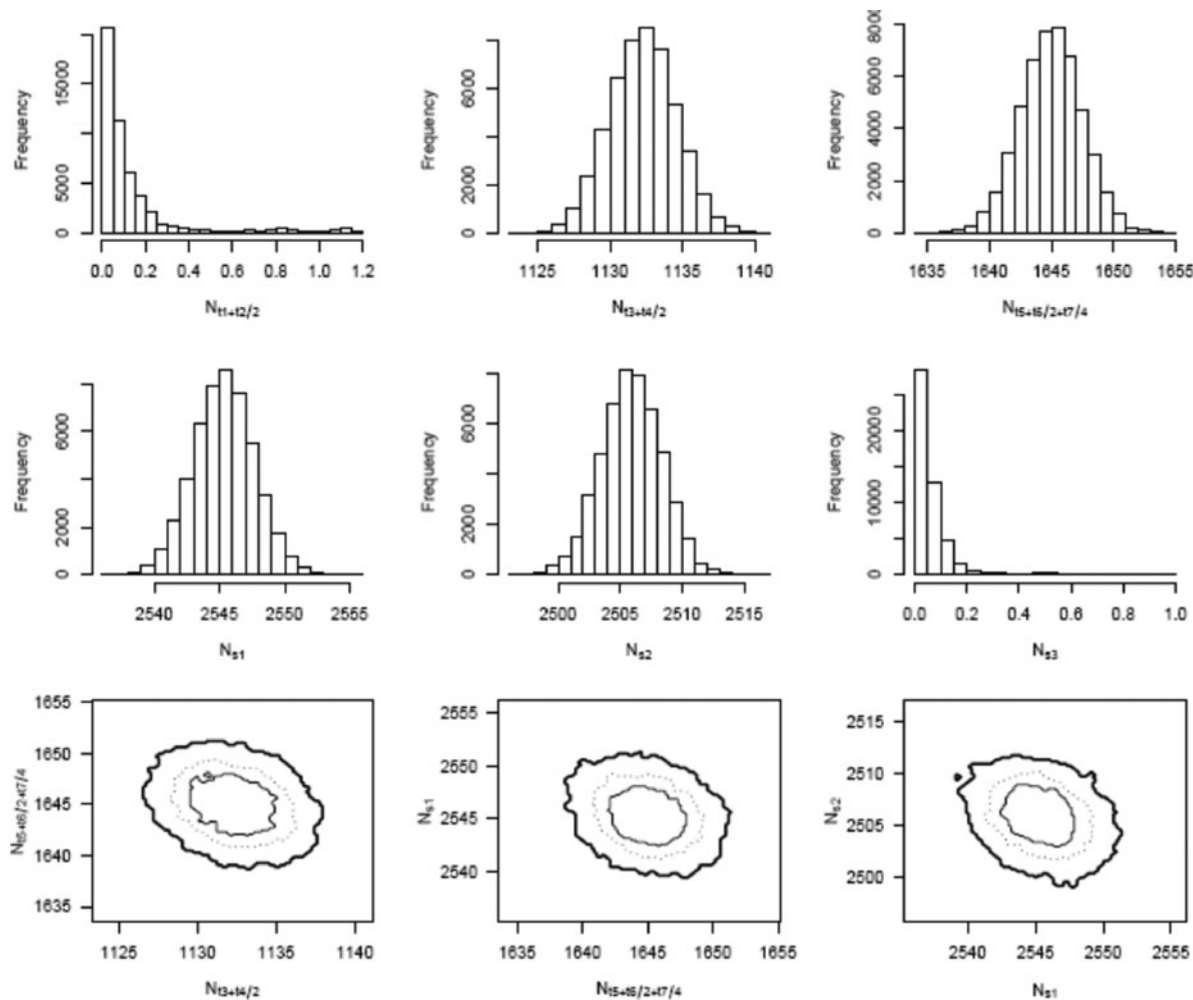 Frequency
0 5000 15000
0.0 0.2 0.4 0.6 0.8 1.0 1.2
Nt1+t2/2
Frequency
0 2000 6000
1125 1130 1135 1140
Nt3+t4/2
Frequency
0 2000 4000 6000 8000
1635 1640 1645 1650 1655
Nt5+t6/2+t7/4
Frequency
0 2000 6000
2540 2545 2550 2555
Ns1
Frequency
0 2000 6000
2500 2505 2510 2515
Ns2
Frequency
0 10000 20000
0.0 0.2 0.4 0.6 0.8 1.0
Ns3
Nt5+t6/2+t7/4
1635 1640 1645 1650 1655
1125 1130 1135 1140
Nt3+t4/2
Ns1
2540 2545 2550 2555
1635 1640 1645 1650 1655
Nt5+t6/2+t7/4
Ns2
2500 2505 2510 2515
2540 2545 2550 2555
Ns1